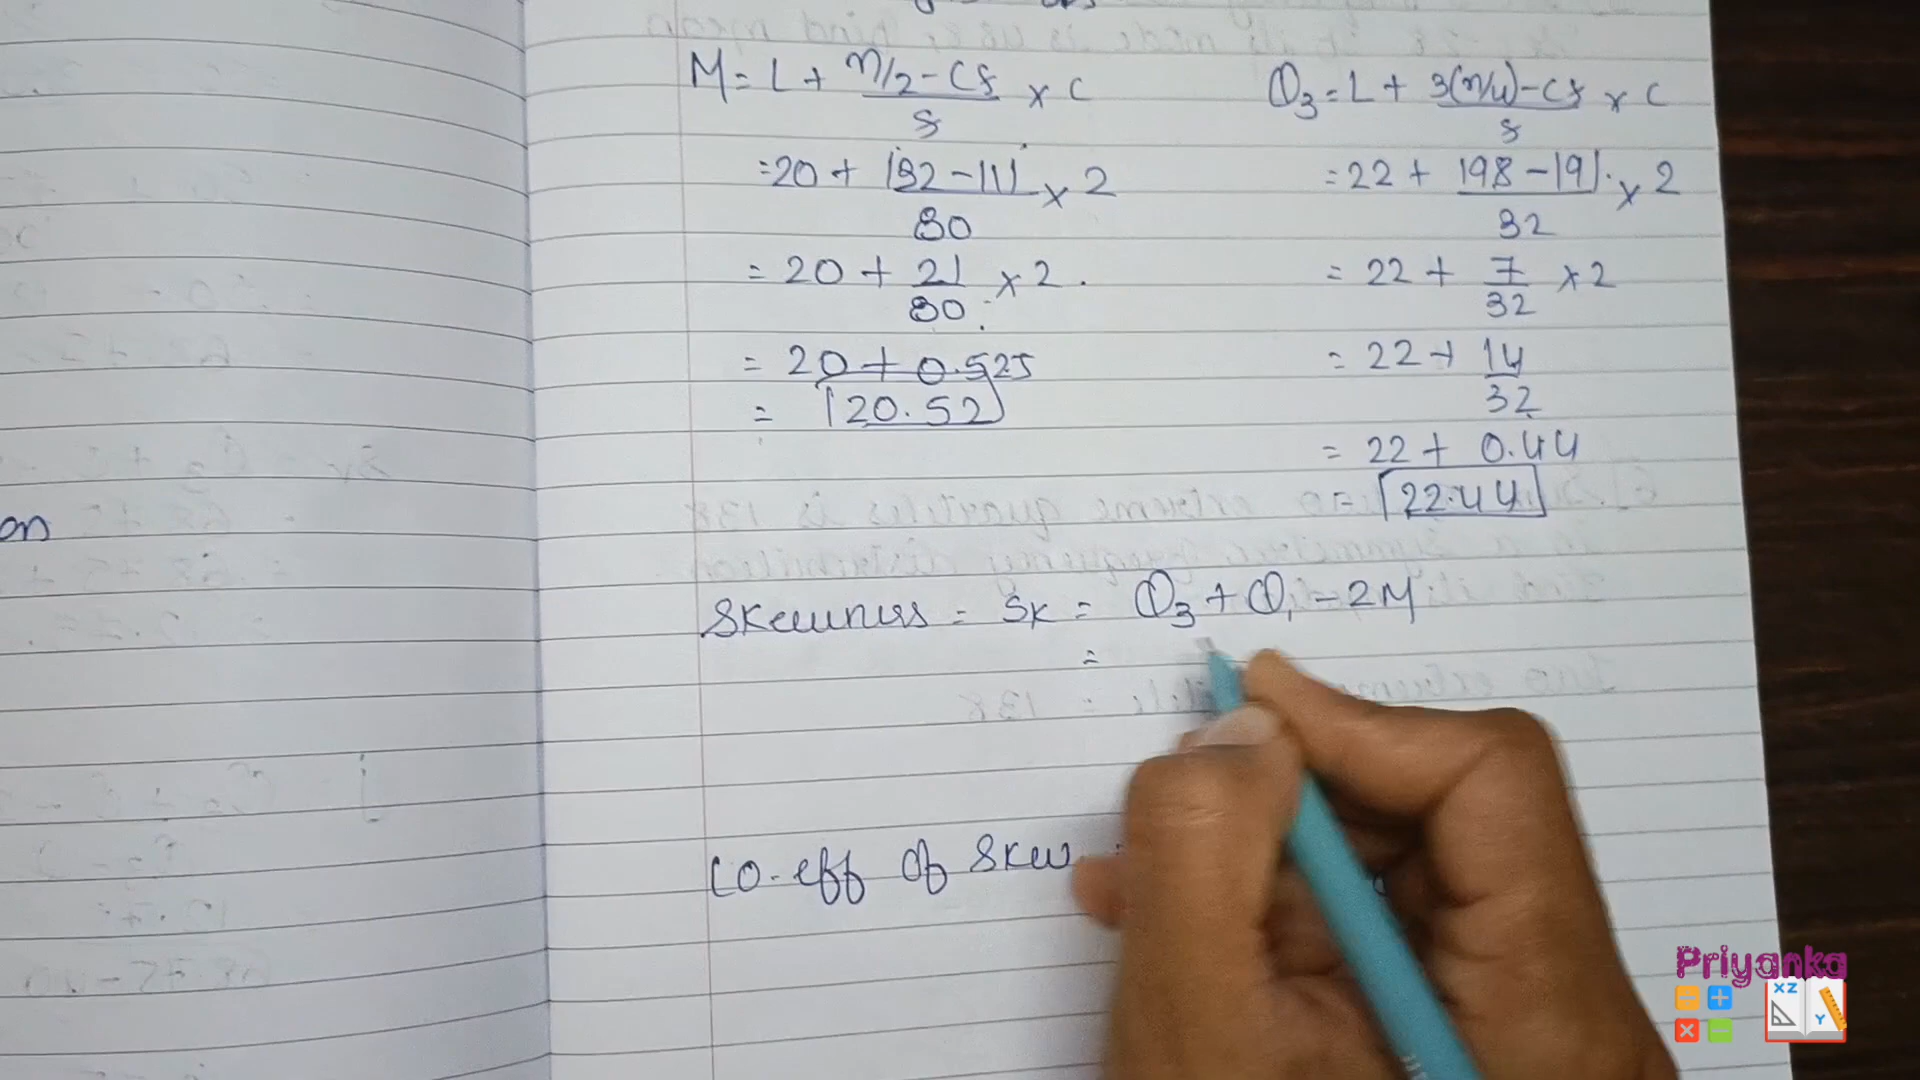 M = L + n/2 - cf / f × c
= 20 + 132 - 111 / 80 × 2
= 20 + 21 / 80 × 2.
= 20 + 0.525
= 20.52
Q3 = L + 3(n/4) - cf / f × c
= 22 + 198 - 191 / 32 × 2
= 22 + 7 / 32 × 2
= 22 + 14 / 32
= 22 + 0.44
= 22.44
on
Skewness = Sk = Q3 + Q1 - 2M
=
Co-eff of Skew
Priyanka
XZ
Y